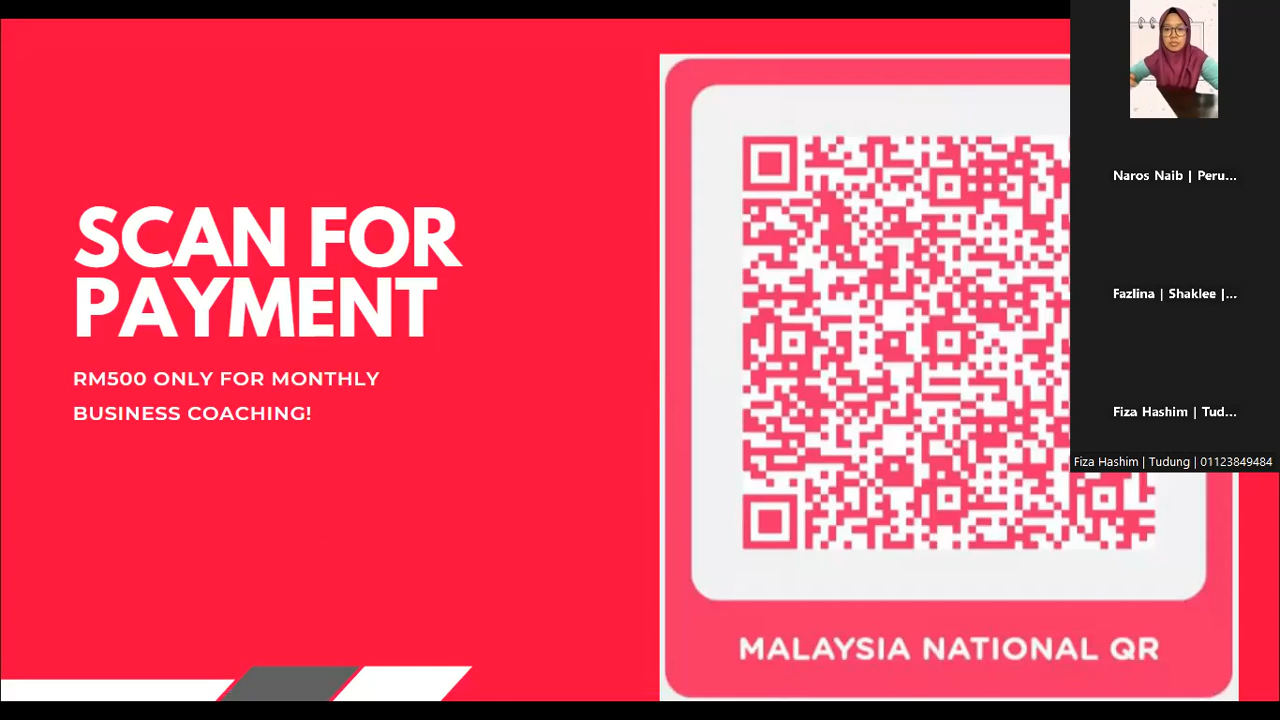 SCAN FOR
PAYMENT
RM500 ONLY FOR MONTHLY
BUSINESS COACHING!
MALAYSIA NATIONAL QR
Naros Naib | Peru...
Fazlina | Shaklee |...
Fiza Hashim | Tud...
Fiza Hashim | Tudung | 01123849484